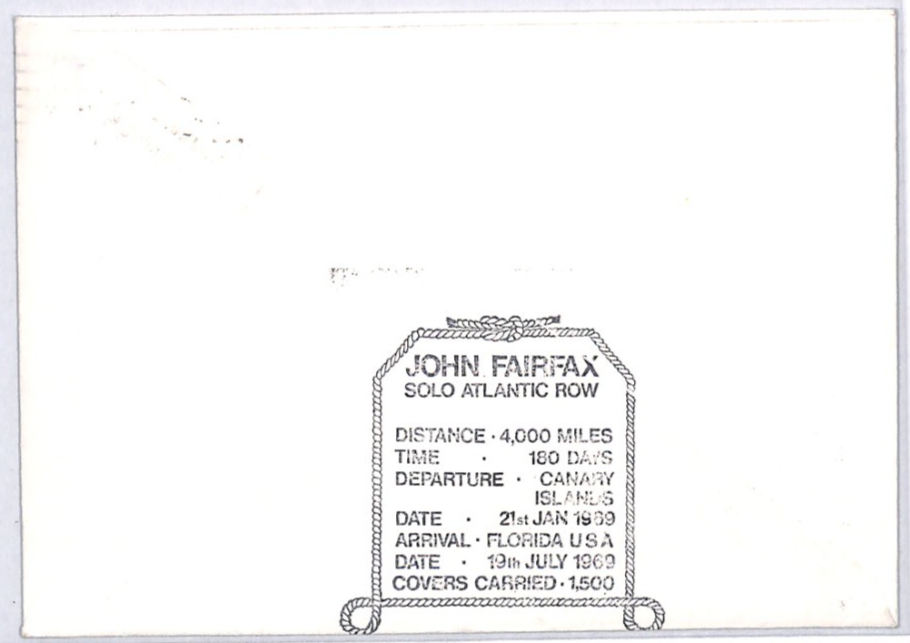 JOHN FAIRFAX
SOLO ATLANTIC ROW
DISTANCE · 4,000 MILES
TIME · 180 DAYS
DEPARTURE · CANARY
ISLANDS
DATE · 21st JAN 1969
ARRIVAL · FLORIDA USA
DATE · 19th JULY 1969
COVERS CARRIED · 1,500